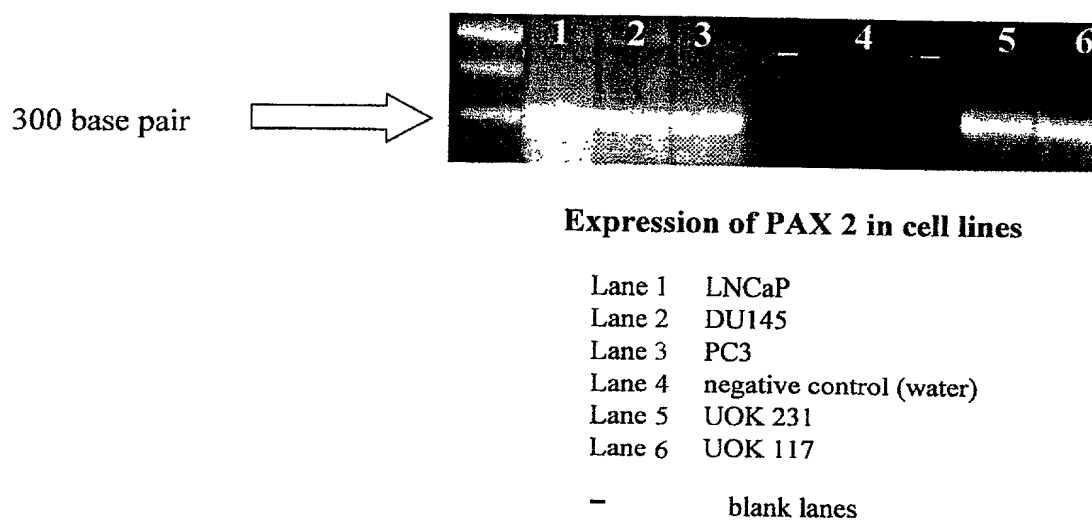 1 2 3 – 4 – 5 6
300 base pair
Expression of PAX 2 in cell lines
Lane 1 LNCaP
Lane 2 DU145
Lane 3 PC3
Lane 4 negative control (water)
Lane 5 UOK 231
Lane 6 UOK 117
– blank lanes